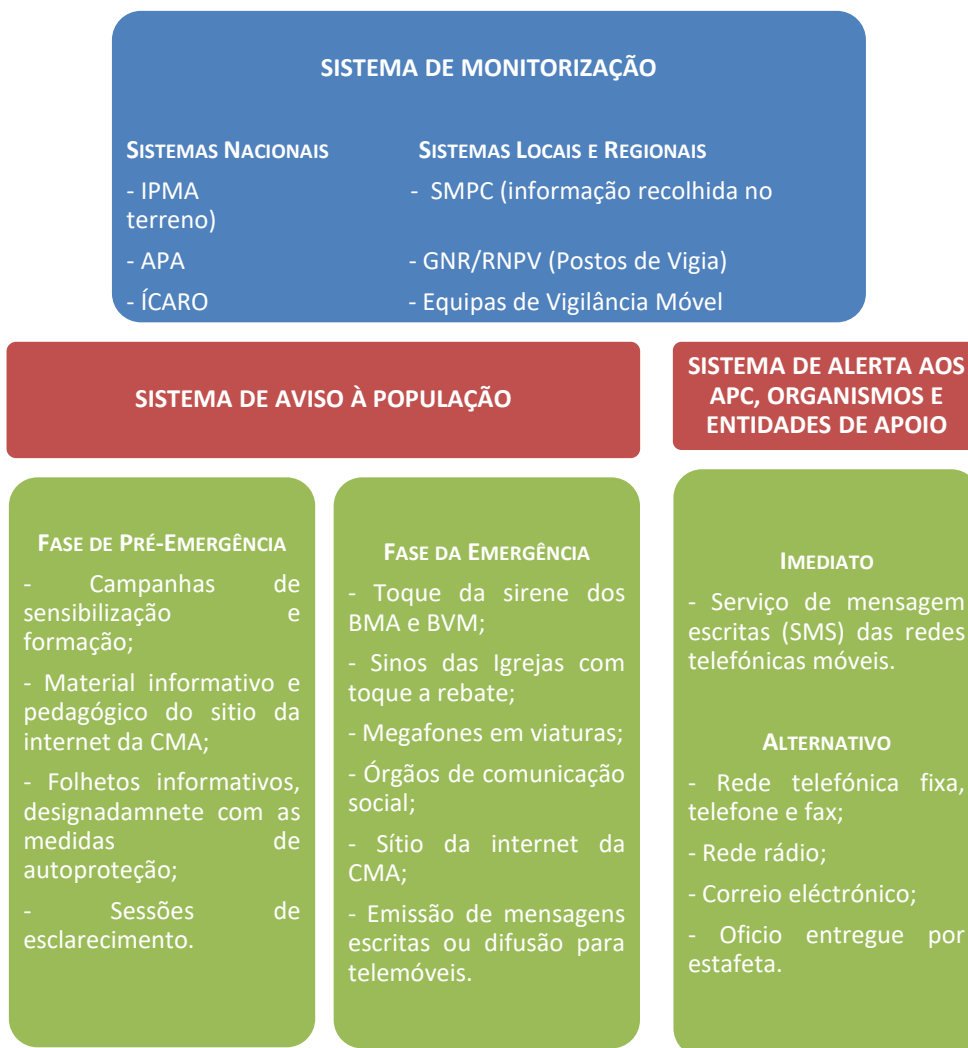 SISTEMA DE MONITORIZAÇÃO
SISTEMAS NACIONAIS SISTEMAS LOCAIS E REGIONAIS
- IPMA - SMPC (informação recolhida no
terreno)
- APA - GNR/RNPV (Postos de Vigia)
- ÍCARO - Equipas de Vigilância Móvel
SISTEMA DE AVISO À POPULAÇÃO
SISTEMA DE ALERTA AOS
APC, ORGANISMOS E
ENTIDADES DE APOIO
FASE DE PRÉ-EMERGÊNCIA
- Campanhas de
sensibilização e
formação;
- Material informativo e
pedagógico do sitio da
internet da CMA;
- Folhetos informativos,
designadamnete com as
medidas de
autoproteção;
- Sessões de
esclarecimento.
FASE DA EMERGÊNCIA
- Toque da sirene dos
BMA e BVM;
- Sinos das Igrejas com
toque a rebate;
- Megafones em viaturas;
- Órgãos de comunicação
social;
- Sítio da internet da
CMA;
- Emissão de mensagens
escritas ou difusão para
telemóveis.
IMEDIATO
- Serviço de mensagem
escritas (SMS) das redes
telefónicas móveis.
ALTERNATIVO
- Rede telefónica fixa,
telefone e fax;
- Rede rádio;
- Correio eléctrónico;
- Oficio entregue por
estafeta.